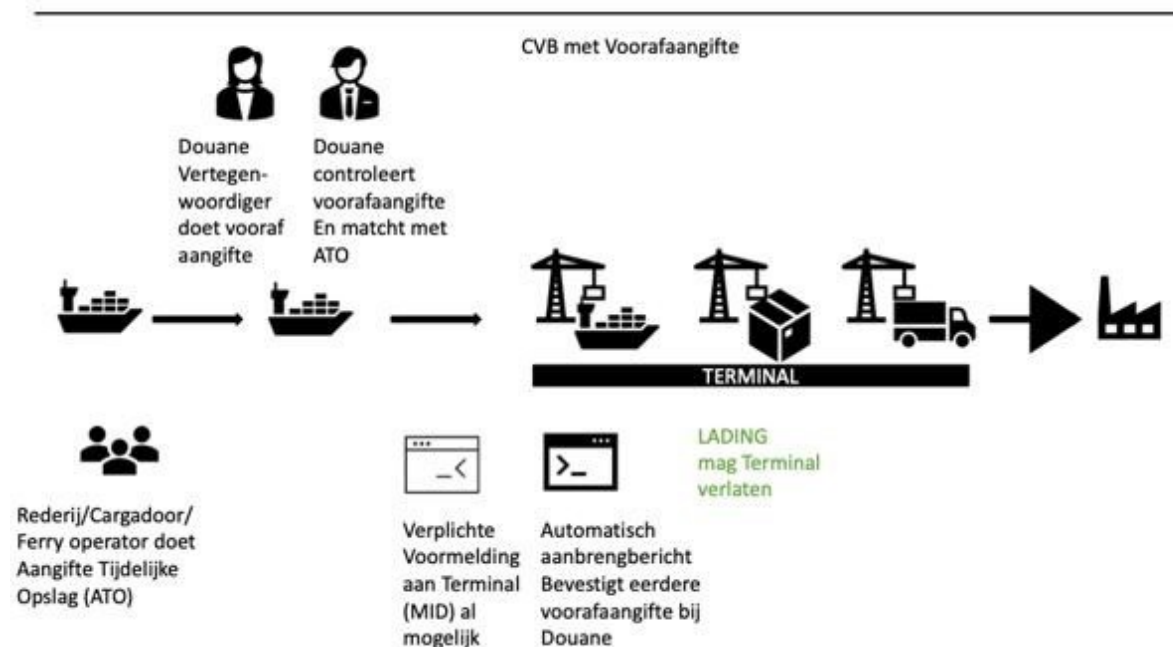 CVB met Voorafaangifte
Douane
Vertegen-
woordiger
doet vooraf
aangifte
Douane
controleert
voorafaangifte
En matcht met
ATO
TERMINAL
Rederij/Cargadoor/
Ferry operator doet
Aangifte Tijdelijke
Opslag (ATO)
Verplichte
Voormelding
aan Terminal
(MID) al
mogelijk
Automatisch
aanbrengbericht
Bevestigt eerdere
voorafaangifte bij
Douane
LADING
mag Terminal
verlaten